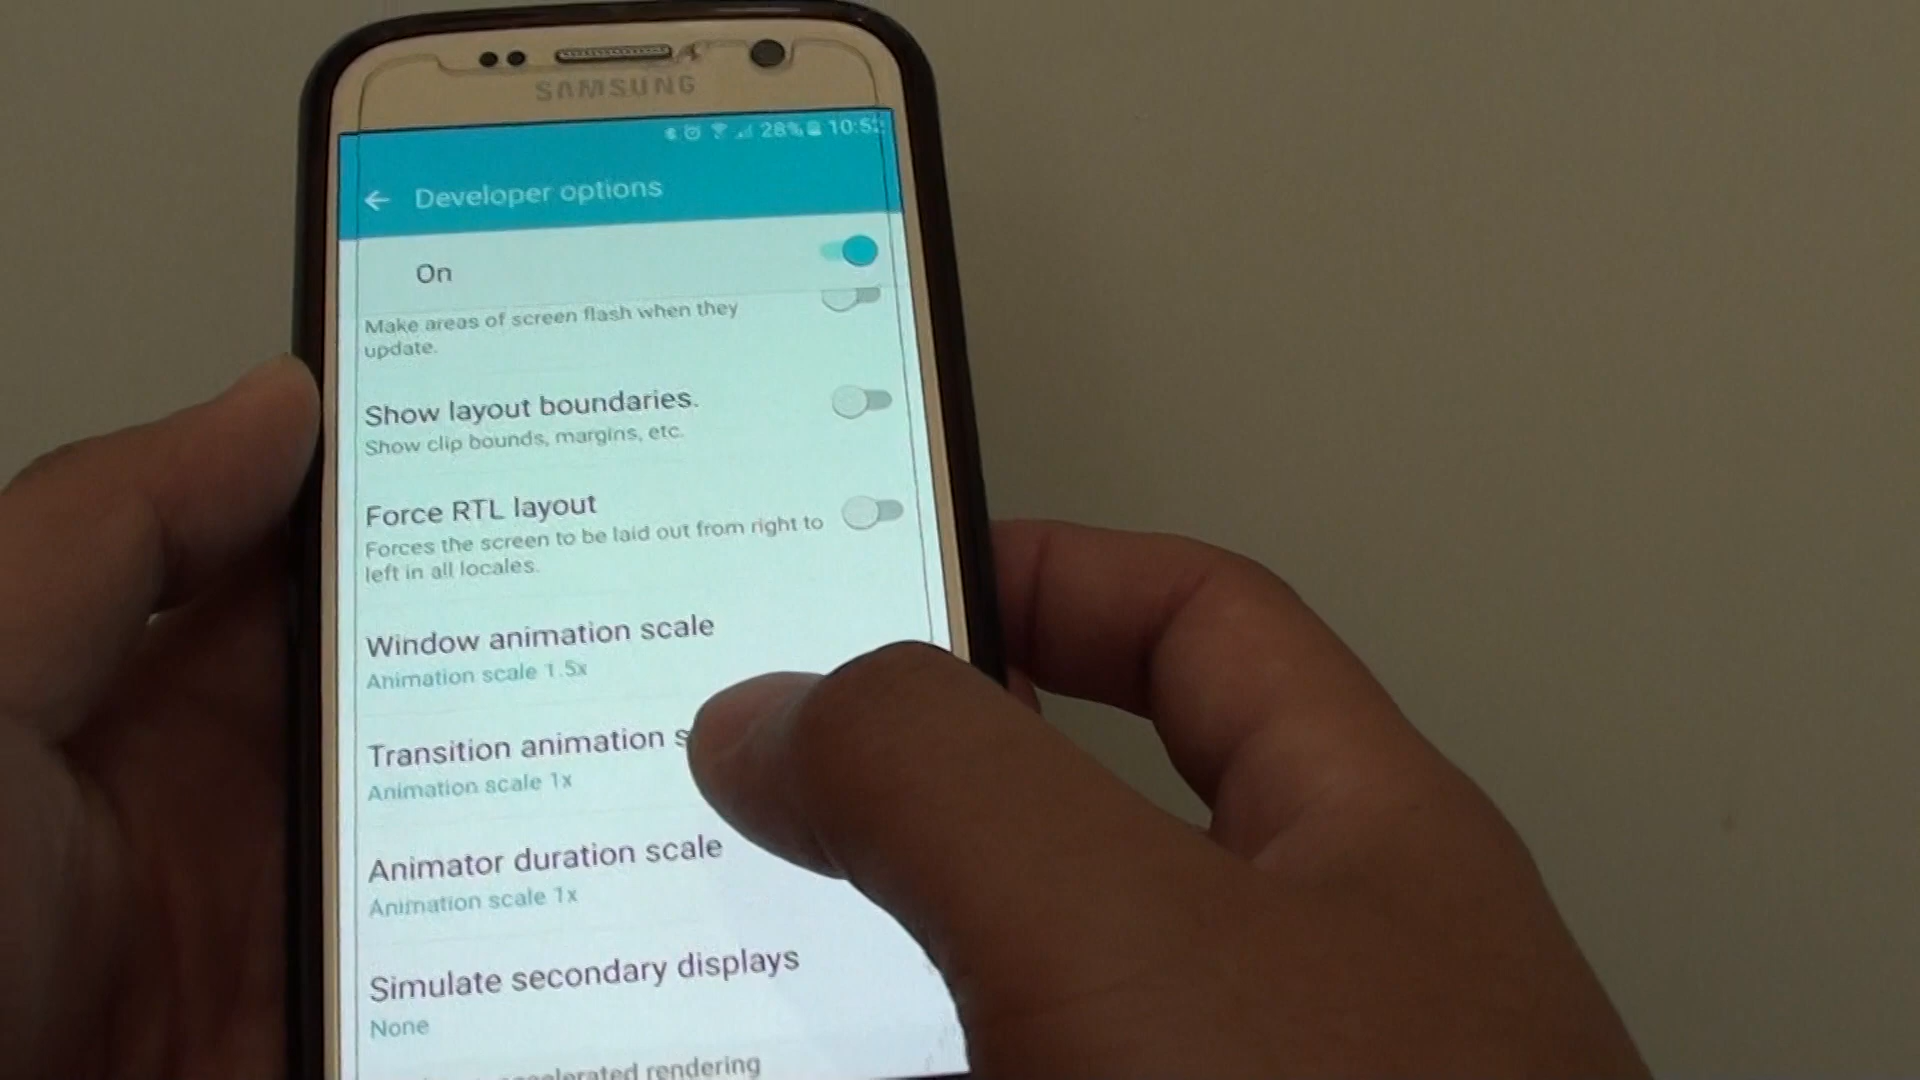 SAMSUNG
28% 10:5
Developer options
On
Make areas of screen flash when they
update.
Show layout boundaries.
Show clip bounds, margins, etc.
Force RTL layout
Forces the screen to be laid out from right to
left in all locales.
Window animation scale
Animation scale 1.5x
Transition animation s
Animation scale 1x
Animator duration scale
Animation scale 1x
Simulate secondary displays
None
rendering